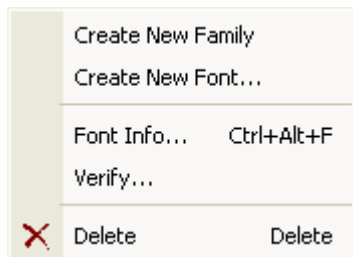 Create New Family
Create New Font...
Font Info... Ctrl+Alt+F
Verify...
Delete Delete